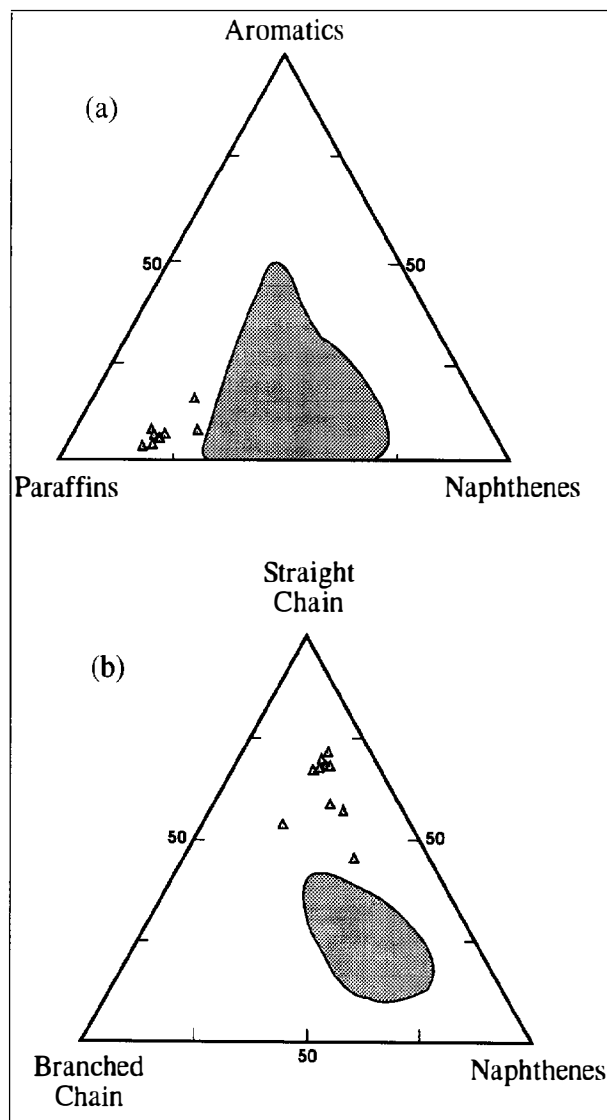 Aromatics
(a)
50
50
Paraffins
Naphthenes
Straight
Chain
(b)
50
50
50
Branched
Chain
Naphthenes